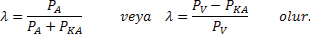 λ = P_A / (P_A + P_KA)  veya  λ = (P_V − P_KA) / P_V  olur.